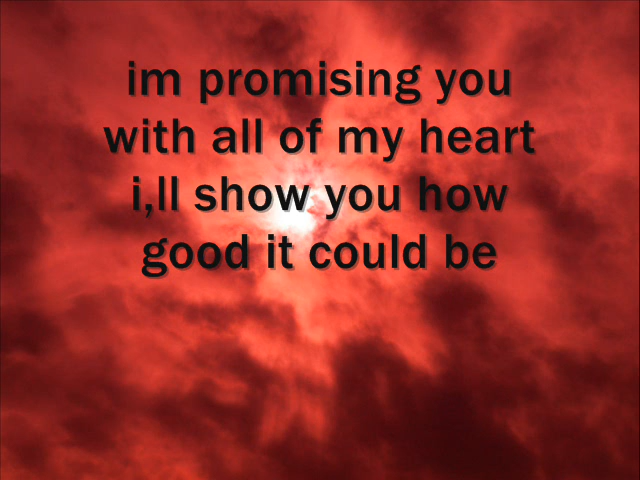 im promising you
with all of my heart
i,ll show you how
good it could be